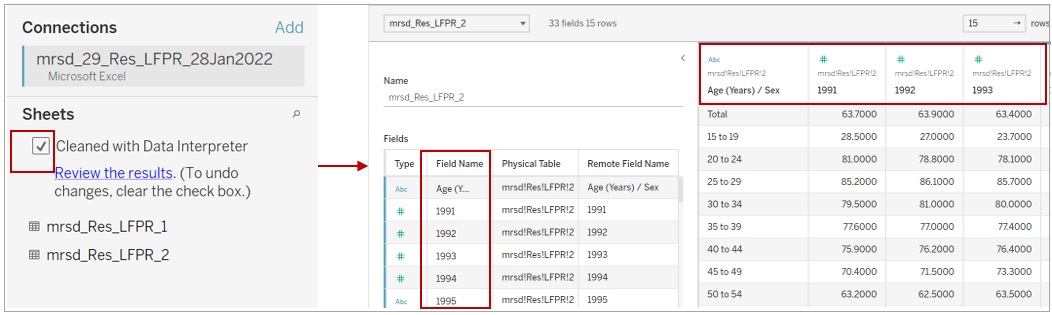 Connections
Add
mrsd_29_Res_LFPR_28Jan2022
Microsoft Excel
Sheets
Cleaned with Data Interpreter
Review the results. (To undo
changes, clear the check box.)
mrsd_Res_LFPR_1
mrsd_Res_LFPR_2
mrsd_Res_LFPR_2
33 fields 15 rows
15 → rows
Name
mrsd_Res_LFPR_2
Fields
Type Field Name Physical Table Remote Field Name
Abc Age (Y... mrsd!Res!LFPR!2 Age (Years) / Sex
# 1991 mrsd!Res!LFPR!2 1991
# 1992 mrsd!Res!LFPR!2 1992
# 1993 mrsd!Res!LFPR!2 1993
# 1994 mrsd!Res!LFPR!2 1994
Abc 1995 mrsd!Res!LFPR!2 1995
Abc # # #
mrsd!Res!LFPR!2 mrsd!Res!LFPR!2 mrsd!Res!LFPR!2 mrsd!Res!LFPR!2
Age (Years) / Sex 1991 1992 1993
Total 63.7000 63.9000 63.4000
15 to 19 28.5000 27.0000 23.7000
20 to 24 81.0000 78.8000 78.1000
25 to 29 85.2000 86.1000 85.7000
30 to 34 79.5000 81.0000 80.0000
35 to 39 77.6000 77.0000 77.4000
40 to 44 75.9000 76.2000 76.4000
45 to 49 70.4000 71.5000 73.3000
50 to 54 63.2000 62.5000 63.5000